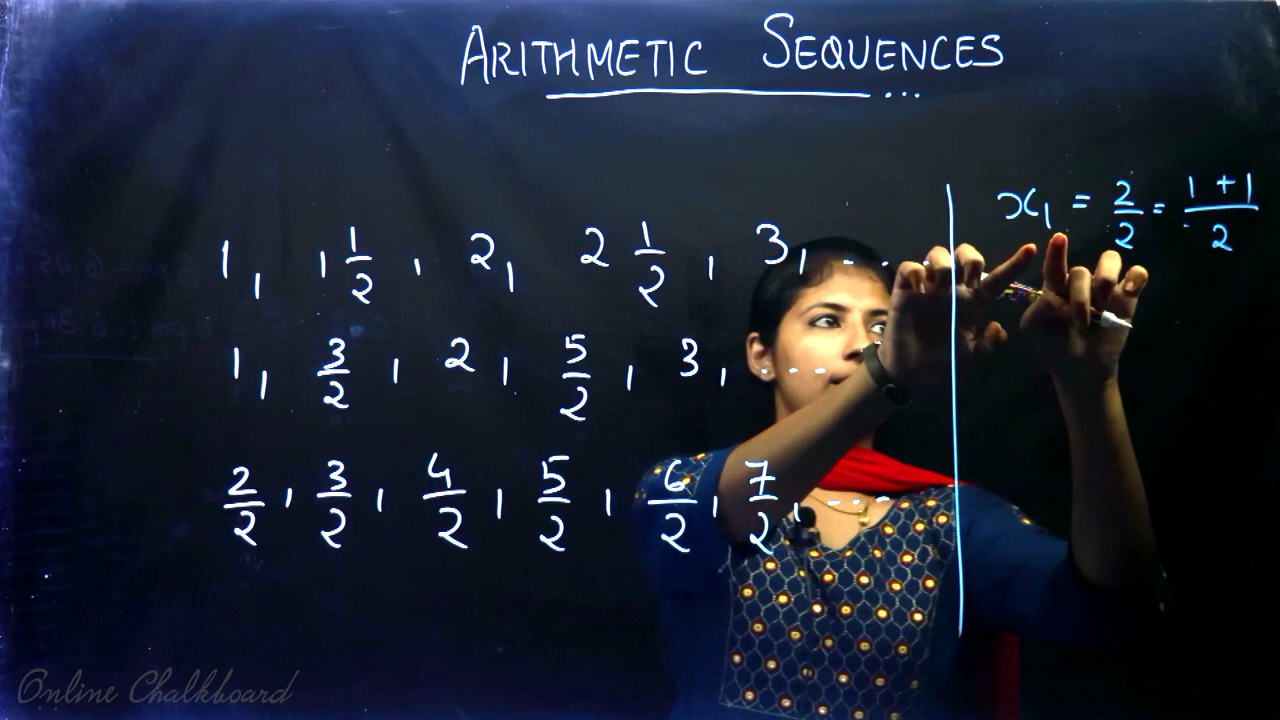 ARITHMETIC SEQUENCES ...
1, 1 1/2, 2, 2 1/2, 3, ....
1, 3/2, 2, 5/2, 3, ....
2/2, 3/2, 4/2, 5/2, 6/2, 7/2, ....
x₁ = 2/2 = (1 + 1)/2
Online Chalkboard